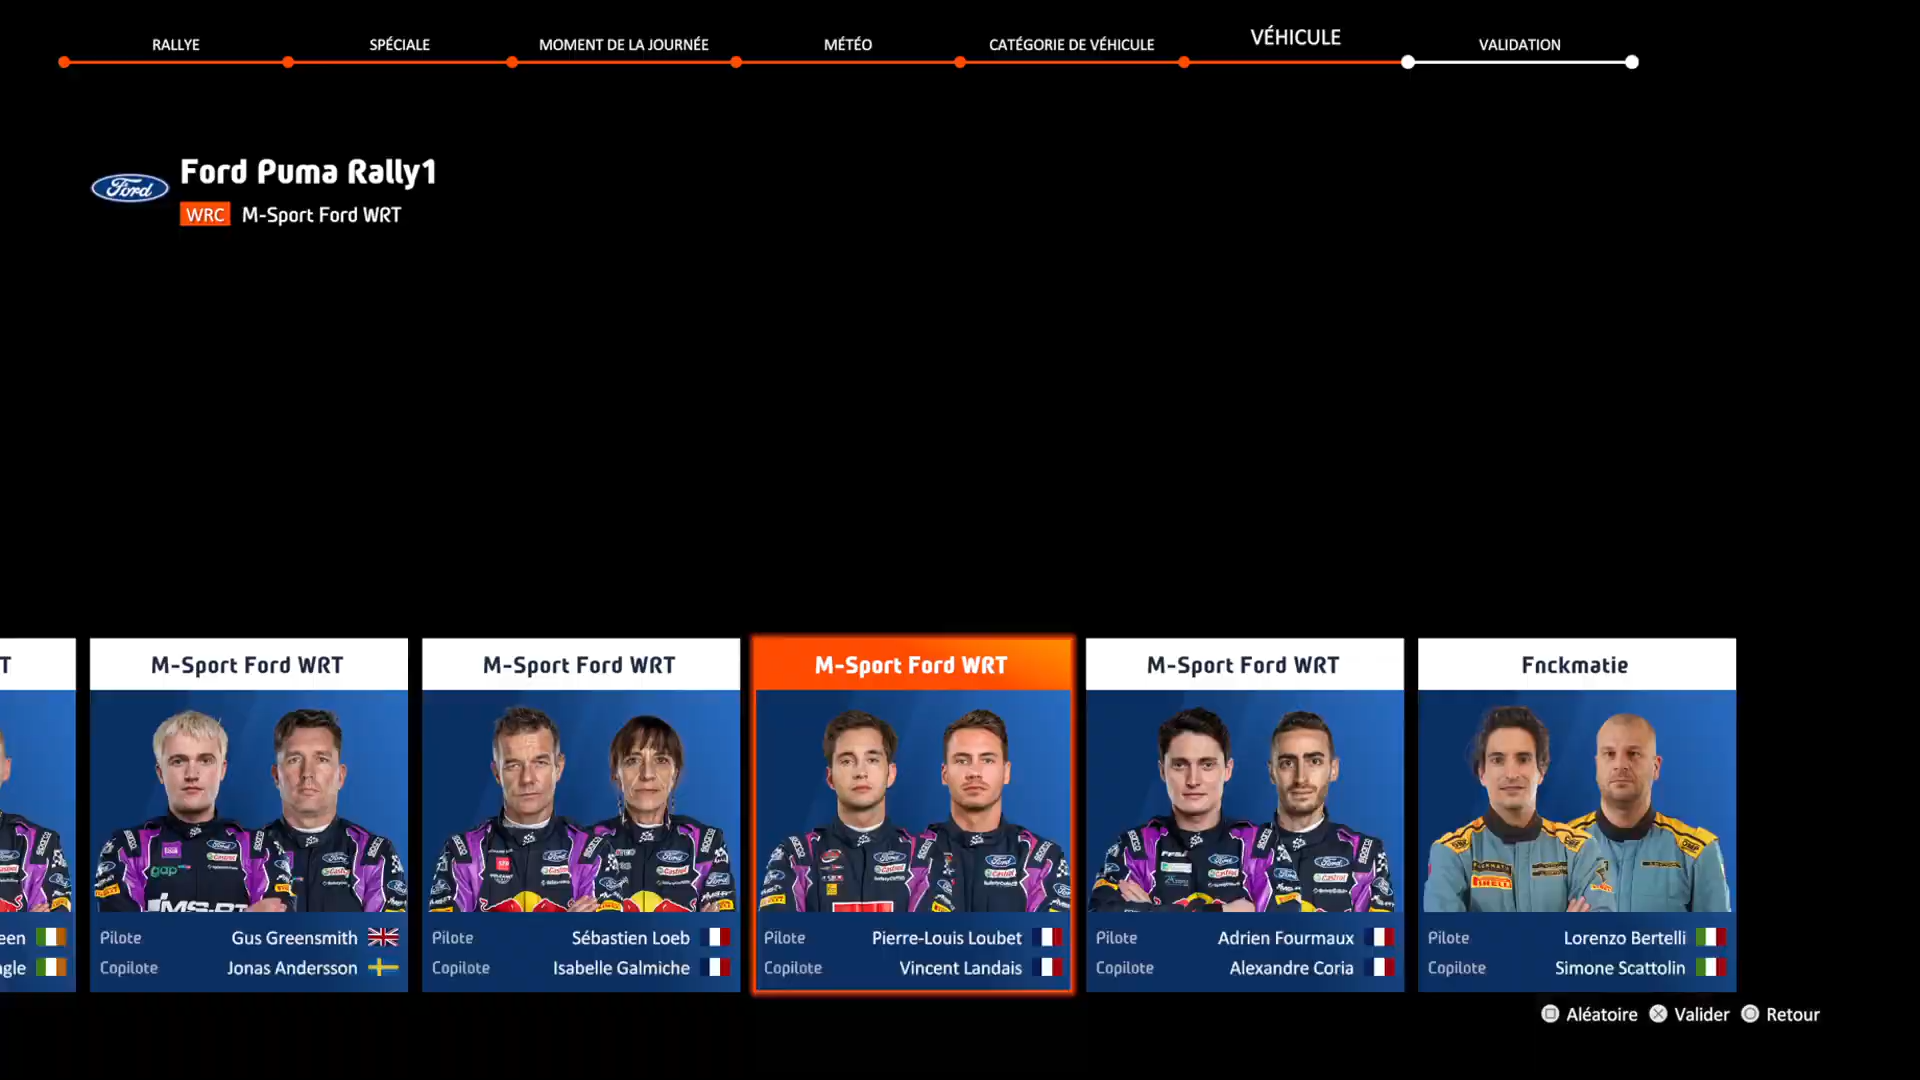 RALLYE
SPÉCIALE
MOMENT DE LA JOURNÉE
MÉTÉO
CATÉGORIE DE VÉHICULE
VÉHICULE
VALIDATION
Ford
Ford Puma Rally1
WRC M-Sport Ford WRT
T
M-Sport Ford WRT
M-Sport Ford WRT
M-Sport Ford WRT
M-Sport Ford WRT
Fnckmatie
een
gle
Pilote Gus Greensmith
Copilote Jonas Andersson
Pilote Sébastien Loeb
Copilote Isabelle Galmiche
Pilote Pierre-Louis Loubet
Copilote Vincent Landais
Pilote Adrien Fourmaux
Copilote Alexandre Coria
Pilote Lorenzo Bertelli
Copilote Simone Scattolin
Aléatoire Valider Retour